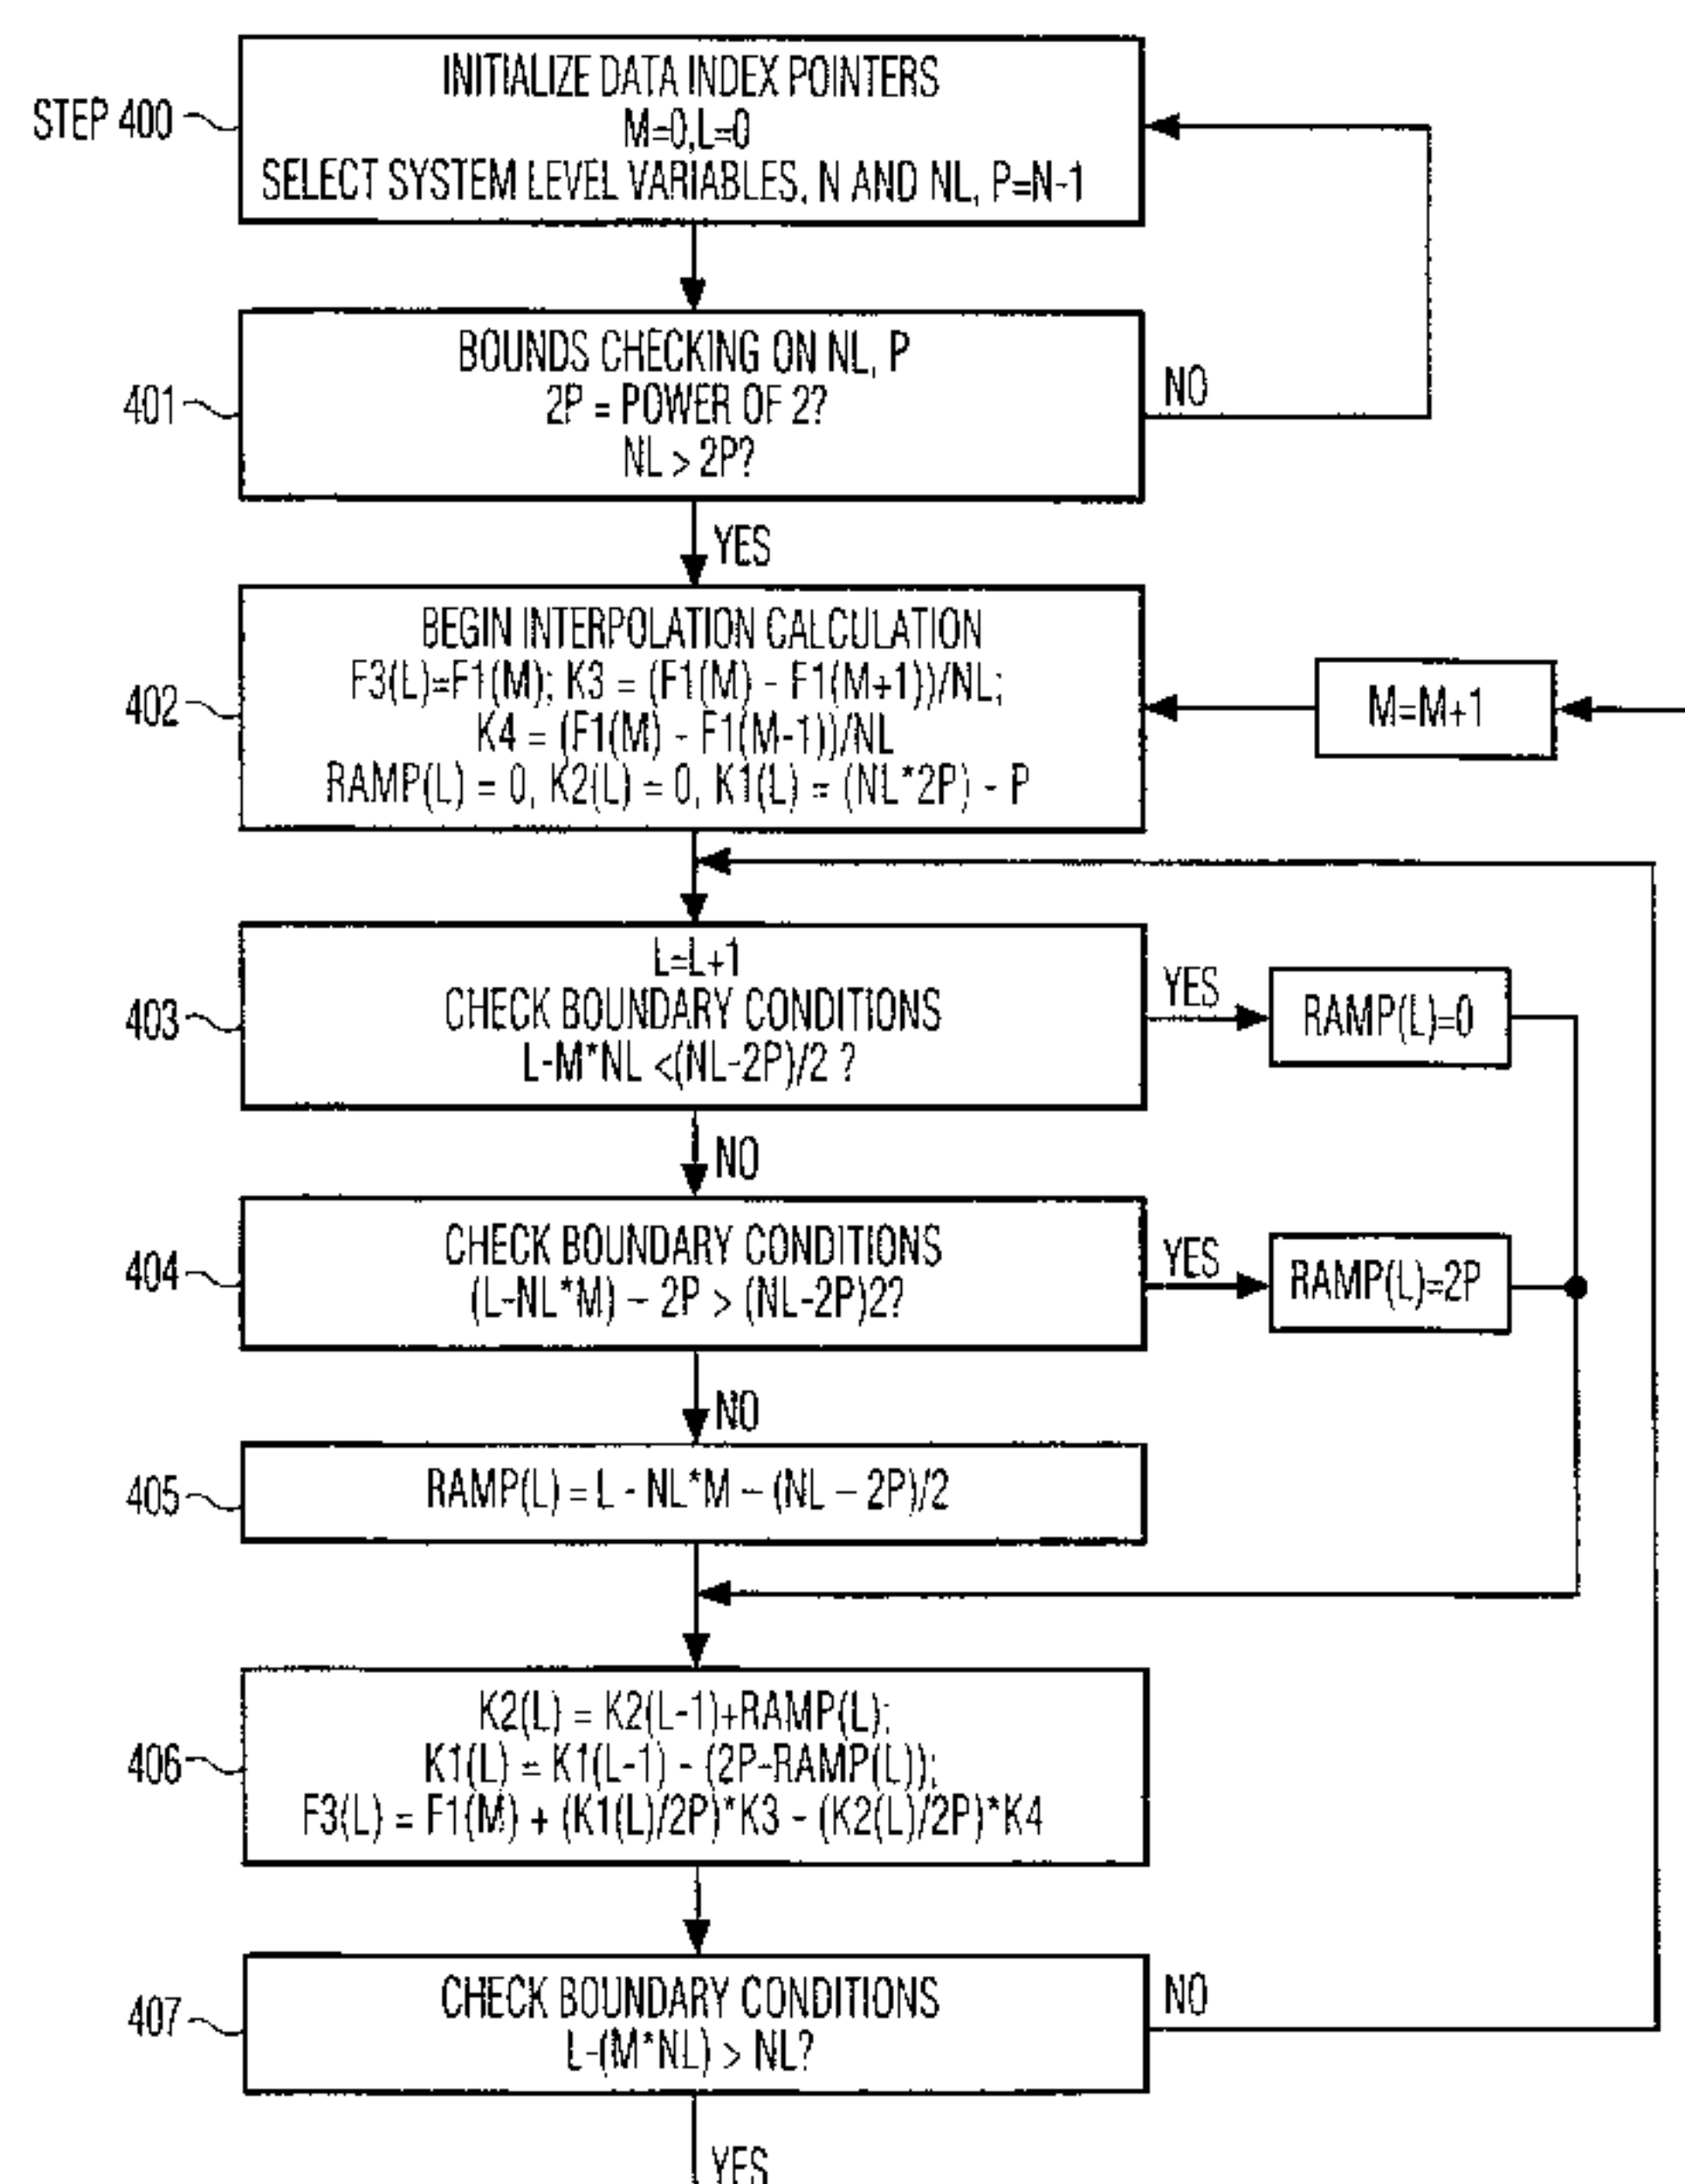 STEP 400
INITIALIZE DATA INDEX POINTERS
M=0,L=0
SELECT SYSTEM LEVEL VARIABLES, N AND NL, P=N-1
401
BOUNDS CHECKING ON NL, P
2P = POWER OF 2?
NL > 2P?
NO
YES
402
BEGIN INTERPOLATION CALCULATION
F3(L)=F1(M); K3 = (F1(M) - F1(M+1))/NL;
K4 = (F1(M) - F1(M-1))/NL
RAMP(L) = 0, K2(L) = 0, K1(L) = (NL*2P) - P
M=M+1
403
L=L+1
CHECK BOUNDARY CONDITIONS
L-M*NL <(NL-2P)/2 ?
YES
RAMP(L)=0
NO
404
CHECK BOUNDARY CONDITIONS
(L-NL*M) - 2P > (NL-2P)2?
YES
RAMP(L)=2P
NO
405
RAMP(L) = L - NL*M - (NL - 2P)/2
406
K2(L) = K2(L-1)+RAMP(L);
K1(L) = K1(L-1) - (2P-RAMP(L));
F3(L) = F1(M) + (K1(L)/2P)*K3 - (K2(L)/2P)*K4
407
CHECK BOUNDARY CONDITIONS
L-(M*NL) > NL?
NO
YES